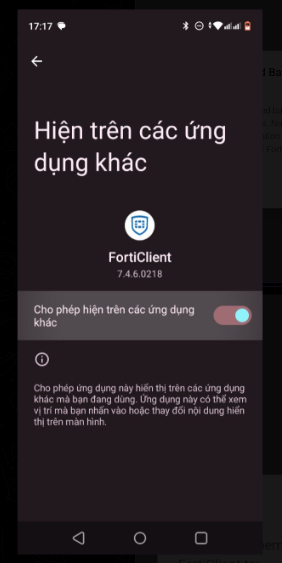 17:17
Hiện trên các ứng
dụng khác
FortiClient
7.4.6.0218
Cho phép hiện trên các ứng dụng
khác
Cho phép ứng dụng này hiển thị trên các ứng dụng
khác mà bạn đang dùng. Ứng dụng này có thể xem
vị trí mà bạn nhấn vào hoặc thay đổi nội dung hiển
thị trên màn hình.